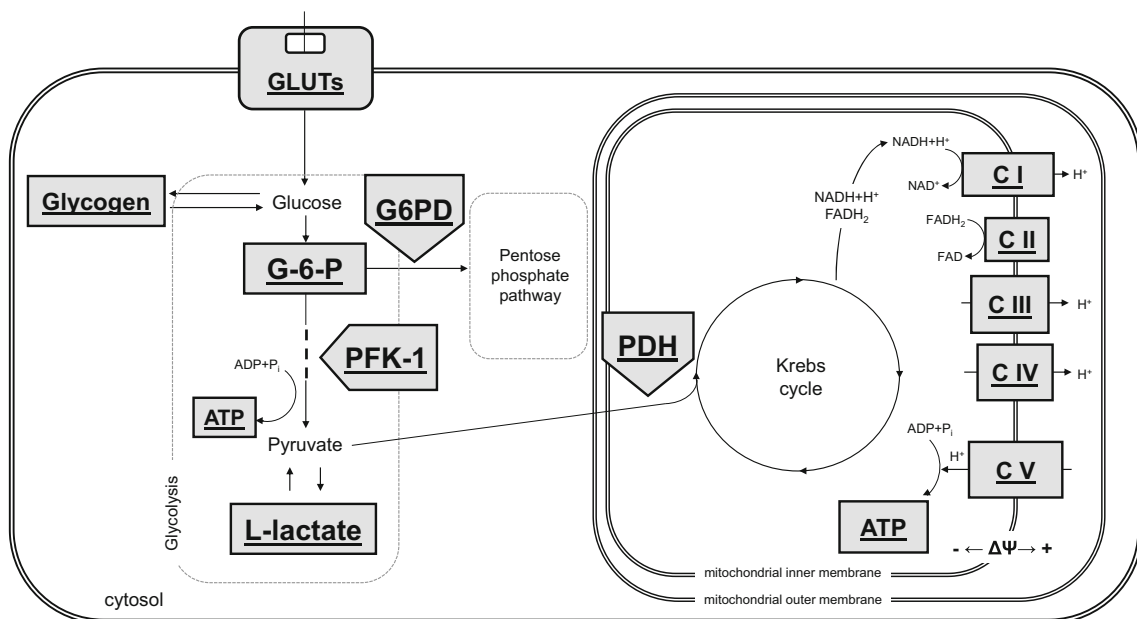 GLUTs
Glycogen
Glucose
G6PD
G-6-P
Pentose
phosphate
pathway
PFK-1
ADP+Pi
ATP
Pyruvate
L-lactate
Glycolysis
cytosol
PDH
Krebs
cycle
NADH+H⁺
FADH₂
NADH+H⁺
NAD⁺
C I
H⁺
FADH₂
FAD
C II
C III
H⁺
C IV
H⁺
ADP+Pi
H⁺
C V
ATP
- ← ΔΨ → +
mitochondrial inner membrane
mitochondrial outer membrane